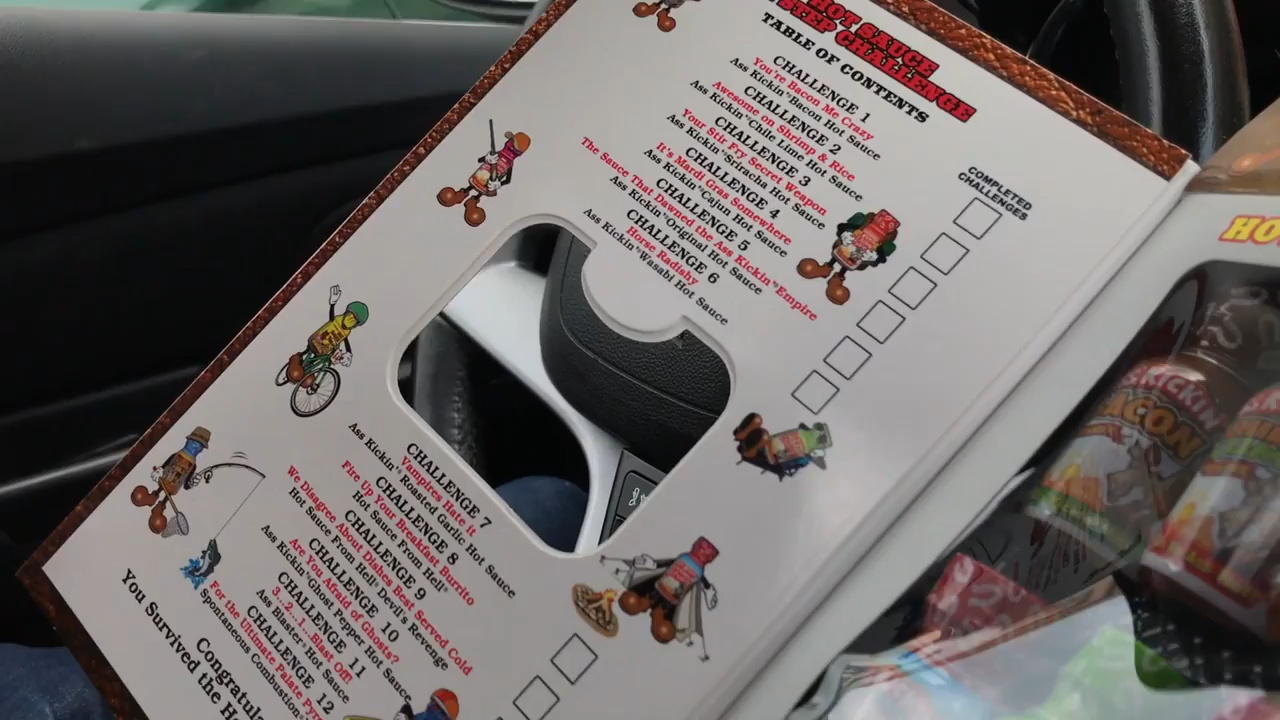 HOT SAUCE
STEP CHALLENGE
TABLE OF CONTENTS
CHALLENGE 1
You're Bacon Me Crazy
Ass Kickin'® Bacon Hot Sauce
CHALLENGE 2
Awesome on Shrimp & Rice
Ass Kickin'® Chile Lime Hot Sauce
CHALLENGE 3
Your Stir Fry Secret Weapon
Ass Kickin'® Sriracha Hot Sauce
CHALLENGE 4
It's Mardi Gras Somewhere
Ass Kickin'® Cajun Hot Sauce
CHALLENGE 5
The Sauce That Dawned the Ass Kickin'® Empire
Ass Kickin'® Original Hot Sauce
CHALLENGE 6
Horse Radishy
Ass Kickin'® Wasabi Hot Sauce
COMPLETED
CHALLENGES
CHALLENGE 7
Vampires Hate it
Ass Kickin'® Roasted Garlic Hot Sauce
CHALLENGE 8
Fire Up Your Breakfast Burrito
Hot Sauce From Hell®
CHALLENGE 9
We Disagree About Dishes Best Served Cold
Hot Sauce From Hell® Devil's Revenge
CHALLENGE 10
Are You Afraid of Ghosts?
Ass Kickin'® Ghost Pepper Hot Sauce
CHALLENGE 11
3..2..1. Blast Off!
Ass Blaster® Hot Sauce
CHALLENGE 12
For the Ultimate Palate
Spontaneous Combustion
You Survived the
HO
KICKIN'
BACON
KICKIN